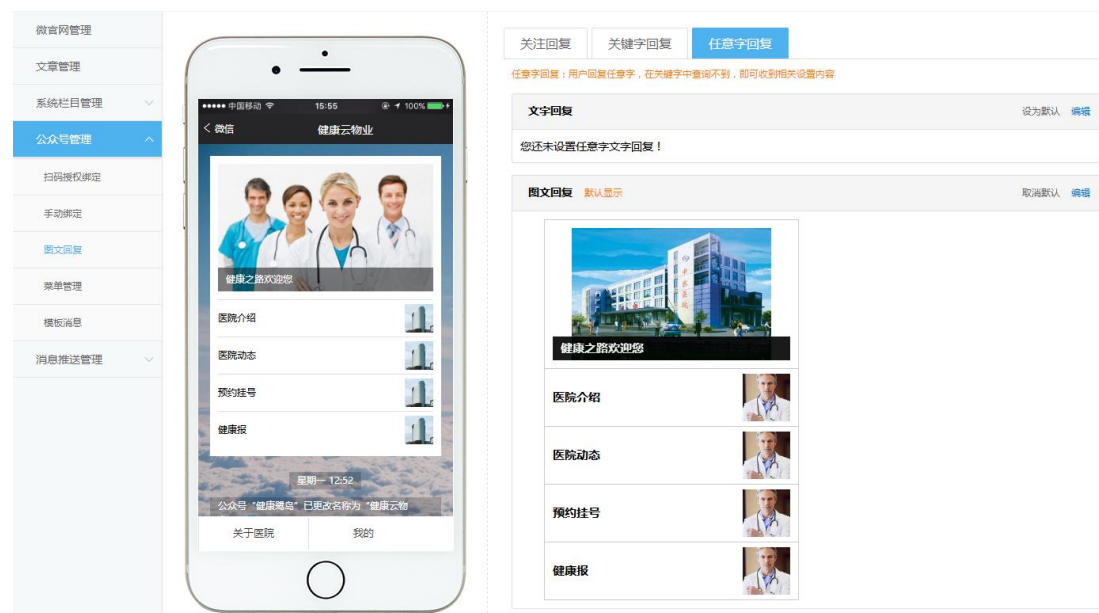 微官网管理
文章管理
系统栏目管理
公众号管理
扫码授权绑定
手动绑定
图文回复
菜单管理
模板消息
消息推送管理
中国移动 15:55 100%
微信 健康云物业
健康之路欢迎您
医院介绍
医院动态
预约挂号
健康报
星期一 12:52
公众号“健康鹭岛”已更改名称为“健康云物
关于医院 我的
关注回复 关键字回复 任意字回复
任意字回复：用户回复任意字，在关键字中查询不到，即可收到相关设置内容
文字回复 设为默认 编辑
您还未设置任意字文字回复！
图文回复 默认显示 取消默认 编辑
健康之路欢迎您
医院介绍
医院动态
预约挂号
健康报